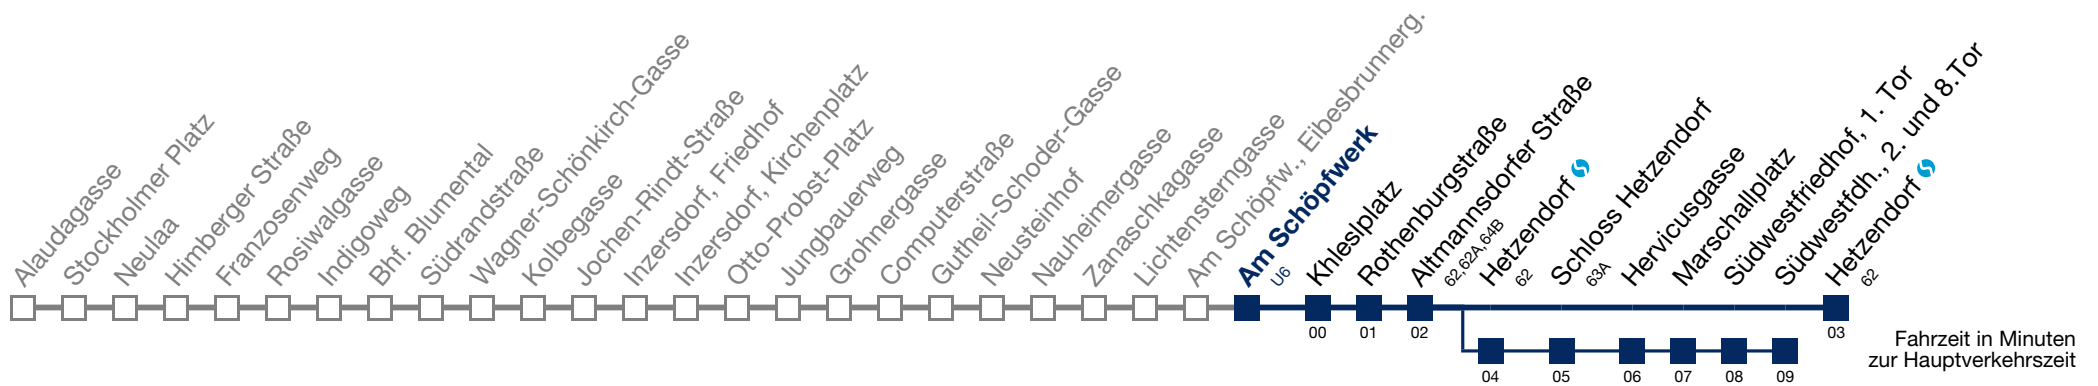 Alaudagasse
Stockholmer Platz
Neulaa
Himberger Straße
Franzosenweg
Rosiwalgasse
Indigoweg
Bhf. Blumental
Südrandstraße
Wagner-Schönkirch-Gasse
Kolbegasse
Jochen-Rindt-Straße
Inzersdorf, Friedhof
Inzersdorf, Kirchenplatz
Otto-Probst-Platz
Jungbauerweg
Grohnergasse
Computerstraße
Gutheil-Schoder-Gasse
Neusteinhof
Nauheimergasse
Zanaschkagasse
Lichtensterngasse
Am Schöpfw., Eibesbrunnerg.
Am Schöpfwerk
U6
Khleslplatz
Rothenburgstraße
Altmannsdorfer Straße
62,62A,64B
Hetzendorf
62
Schloss Hetzendorf
63A
Hervicusgasse
Marschallplatz
Südwestfriedhof, 1. Tor
Südwestfdh., 2. und 8.Tor
Hetzendorf
62
00 01 02 03
04 05 06 07 08 09
Fahrzeit in Minuten
zur Hauptverkehrszeit